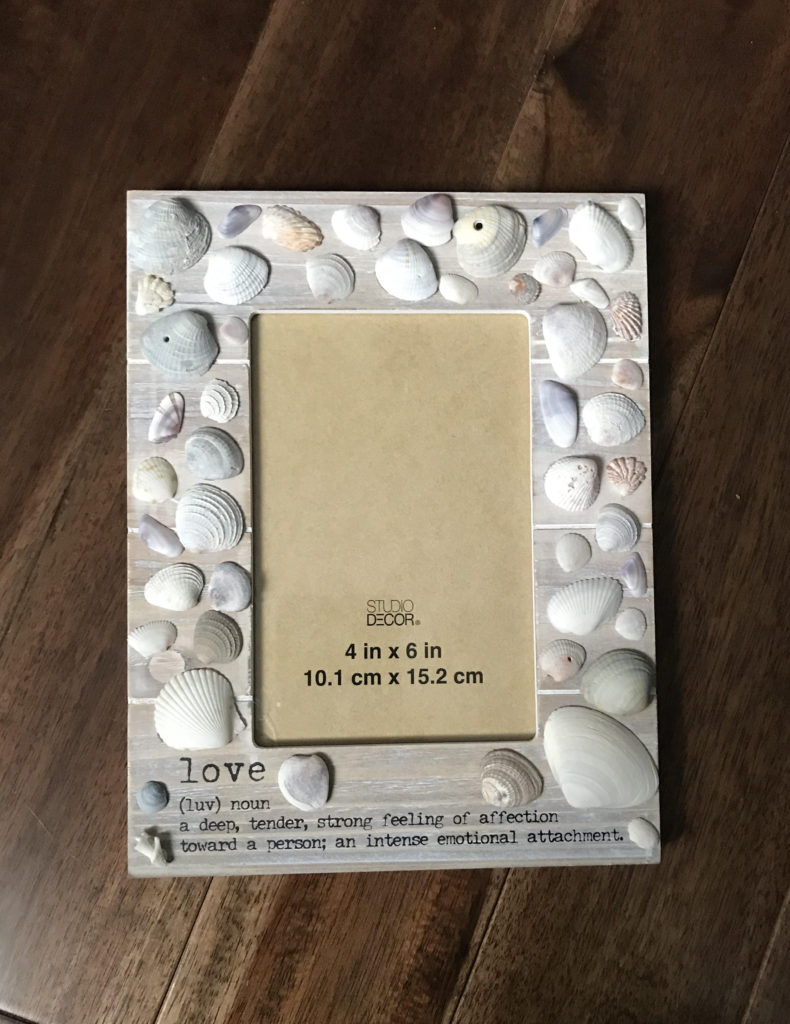 STUDIO
DECOR®
4 in x 6 in
10.1 cm x 15.2 cm
love
(luv) noun
a deep, tender, strong feeling of affection
toward a person; an intense emotional attachment.